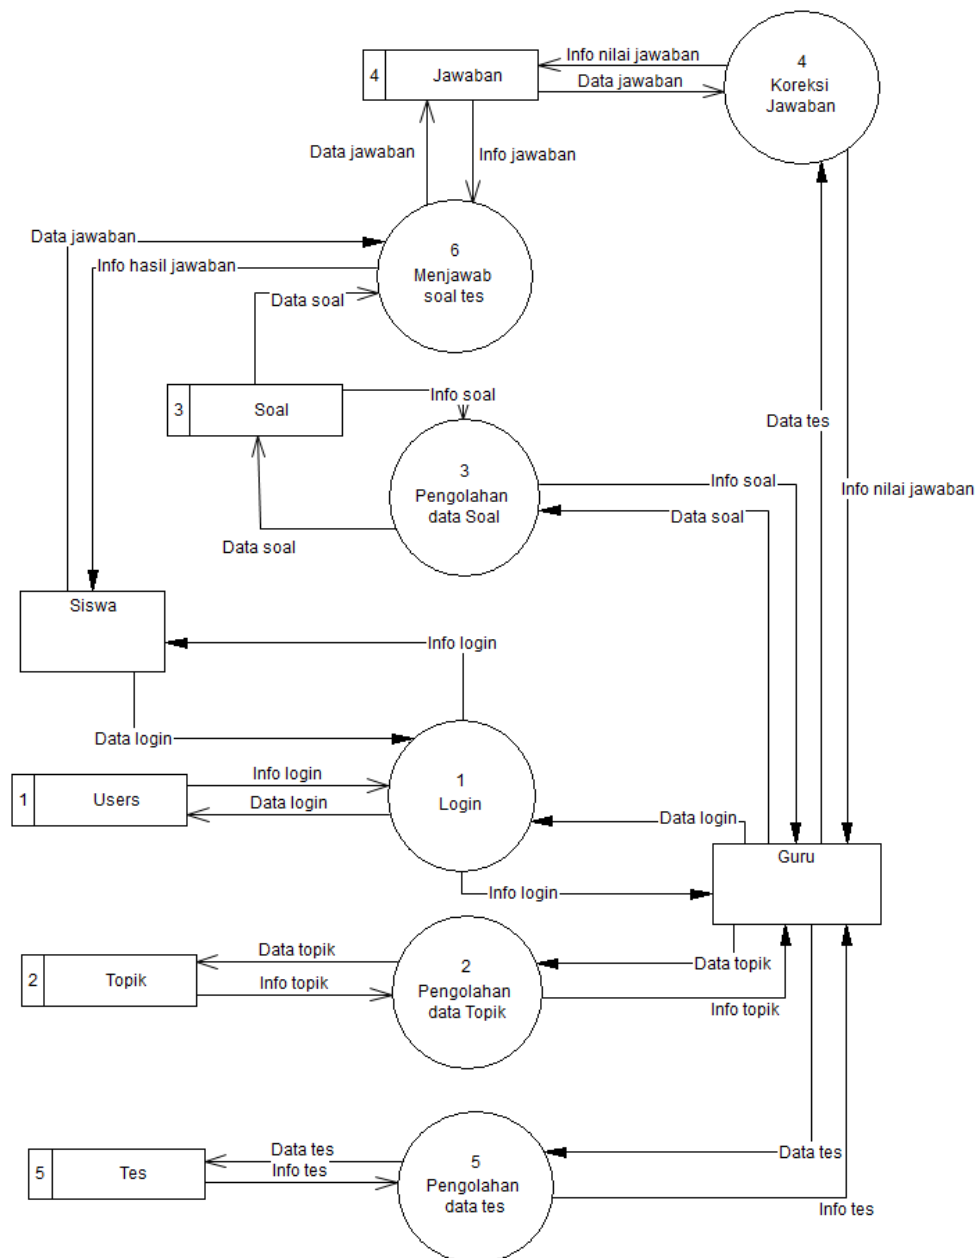 4
Jawaban
Info nilai jawaban
Data jawaban
4
Koreksi
Jawaban
Data jawaban
Info jawaban
Data jawaban
Info hasil jawaban
6
Menjawab
soal tes
Data soal
3
Soal
Info soal
Data tes
3
Pengolahan
data Soal
Info soal
Info nilai jawaban
Data soal
Data soal
Siswa
Info login
Data login
Info login
1
Users
Data login
1
Login
Data login
Guru
Info login
Data topik
2
Topik
Info topik
2
Pengolahan
data Topik
Data topik
Info topik
Data tes
5
Tes
Info tes
5
Pengolahan
data tes
Data tes
Info tes